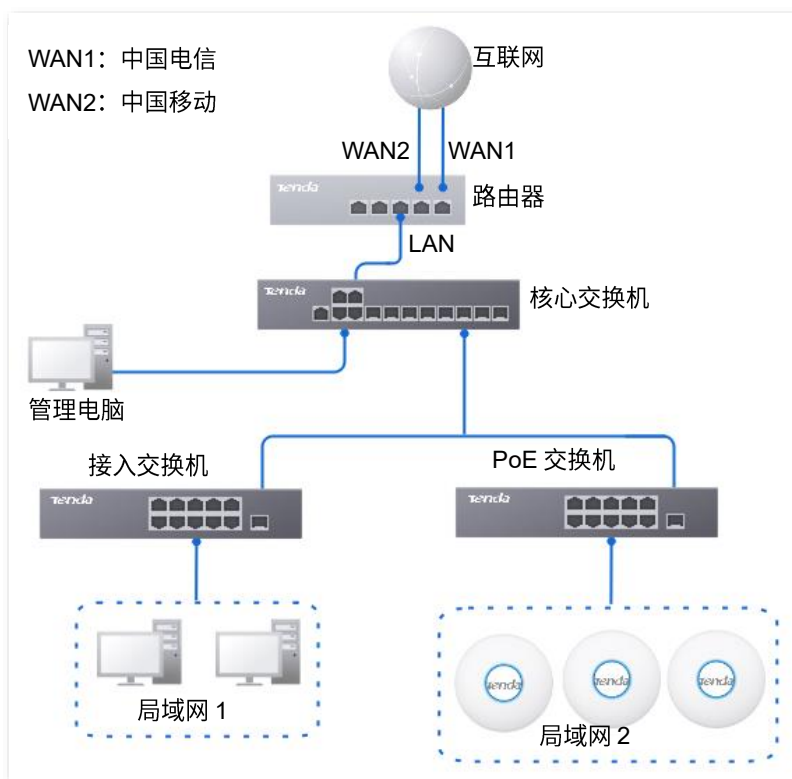 WAN1：中国电信
互联网
WAN2：中国移动
WAN2 WAN1
Tenda
路由器
LAN
Tenda
核心交换机
管理电脑
接入交换机
PoE 交换机
Tenda
Tenda
Tenda
Tenda
Tenda
局域网 1
局域网 2